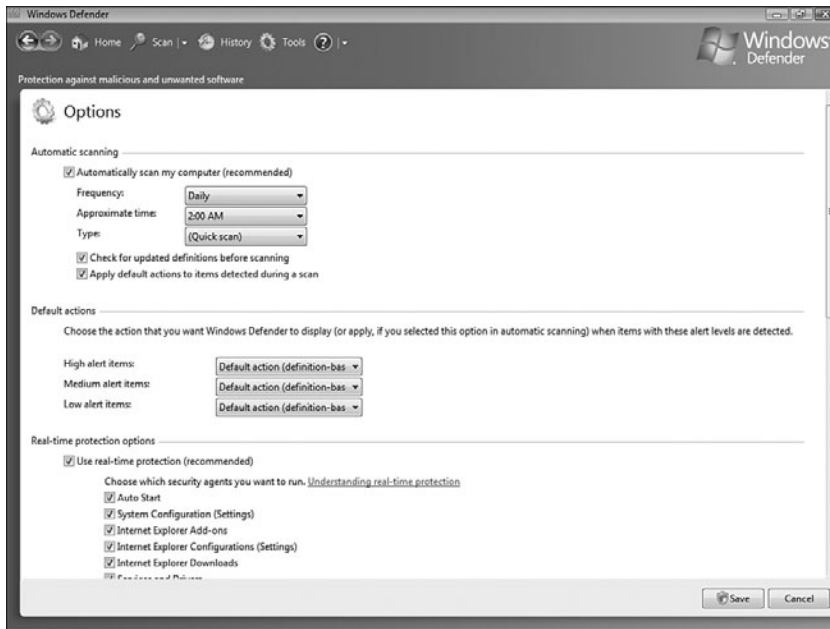 Windows Defender
Home Scan History Tools
Windows
Defender
Protection against malicious and unwanted software
Options
Automatic scanning
Automatically scan my computer (recommended)
Frequency: Daily
Approximate time: 2:00 AM
Type: (Quick scan)
Check for updated definitions before scanning
Apply default actions to items detected during a scan
Default actions
Choose the action that you want Windows Defender to display (or apply, if you selected this option in automatic scanning) when items with these alert levels are detected.
High alert items: Default action (definition-bas
Medium alert items: Default action (definition-bas
Low alert items: Default action (definition-bas
Real-time protection options
Use real-time protection (recommended)
Choose which security agents you want to run. Understanding real-time protection
Auto Start
System Configuration (Settings)
Internet Explorer Add-ons
Internet Explorer Configurations (Settings)
Internet Explorer Downloads
Services and Drivers
Save Cancel